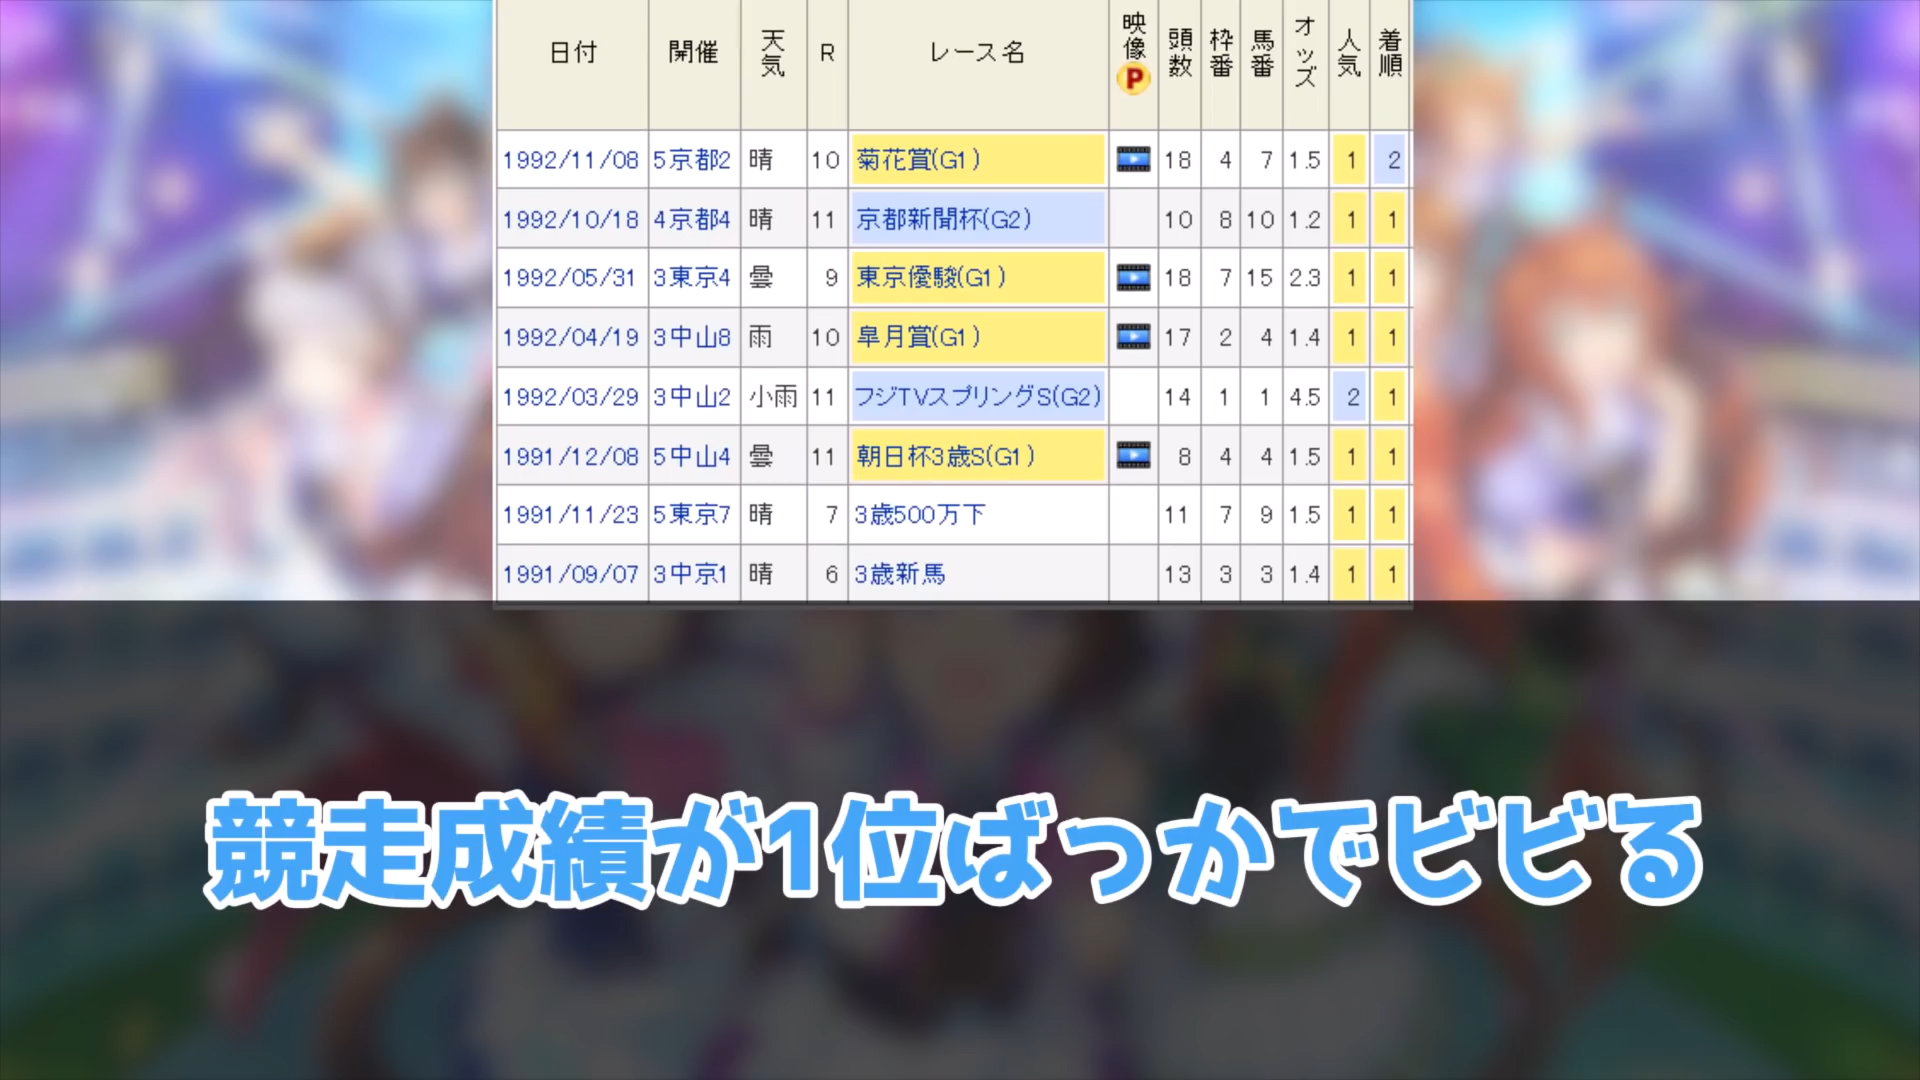 日付 開催 天気 R レース名 映像 P 頭数 枠番 馬番 オッズ 人気 着順
1992/11/08 5京都2 晴 10 菊花賞(G1) 18 4 7 1.5 1 2
1992/10/18 4京都4 晴 11 京都新聞杯(G2) 10 8 10 1.2 1 1
1992/05/31 3東京4 曇 9 東京優駿(G1) 18 7 15 2.3 1 1
1992/04/19 3中山8 雨 10 皐月賞(G1) 17 2 4 1.4 1 1
1992/03/29 3中山2 小雨 11 フジTVスプリングS(G2) 14 1 1 4.5 2 1
1991/12/08 5中山4 曇 11 朝日杯3歳S(G1) 8 4 4 1.5 1 1
1991/11/23 5東京7 晴 7 3歳500万下 11 7 9 1.5 1 1
1991/09/07 3中京1 晴 6 3歳新馬 13 3 3 1.4 1 1
競走成績が1位ばっかでビビる